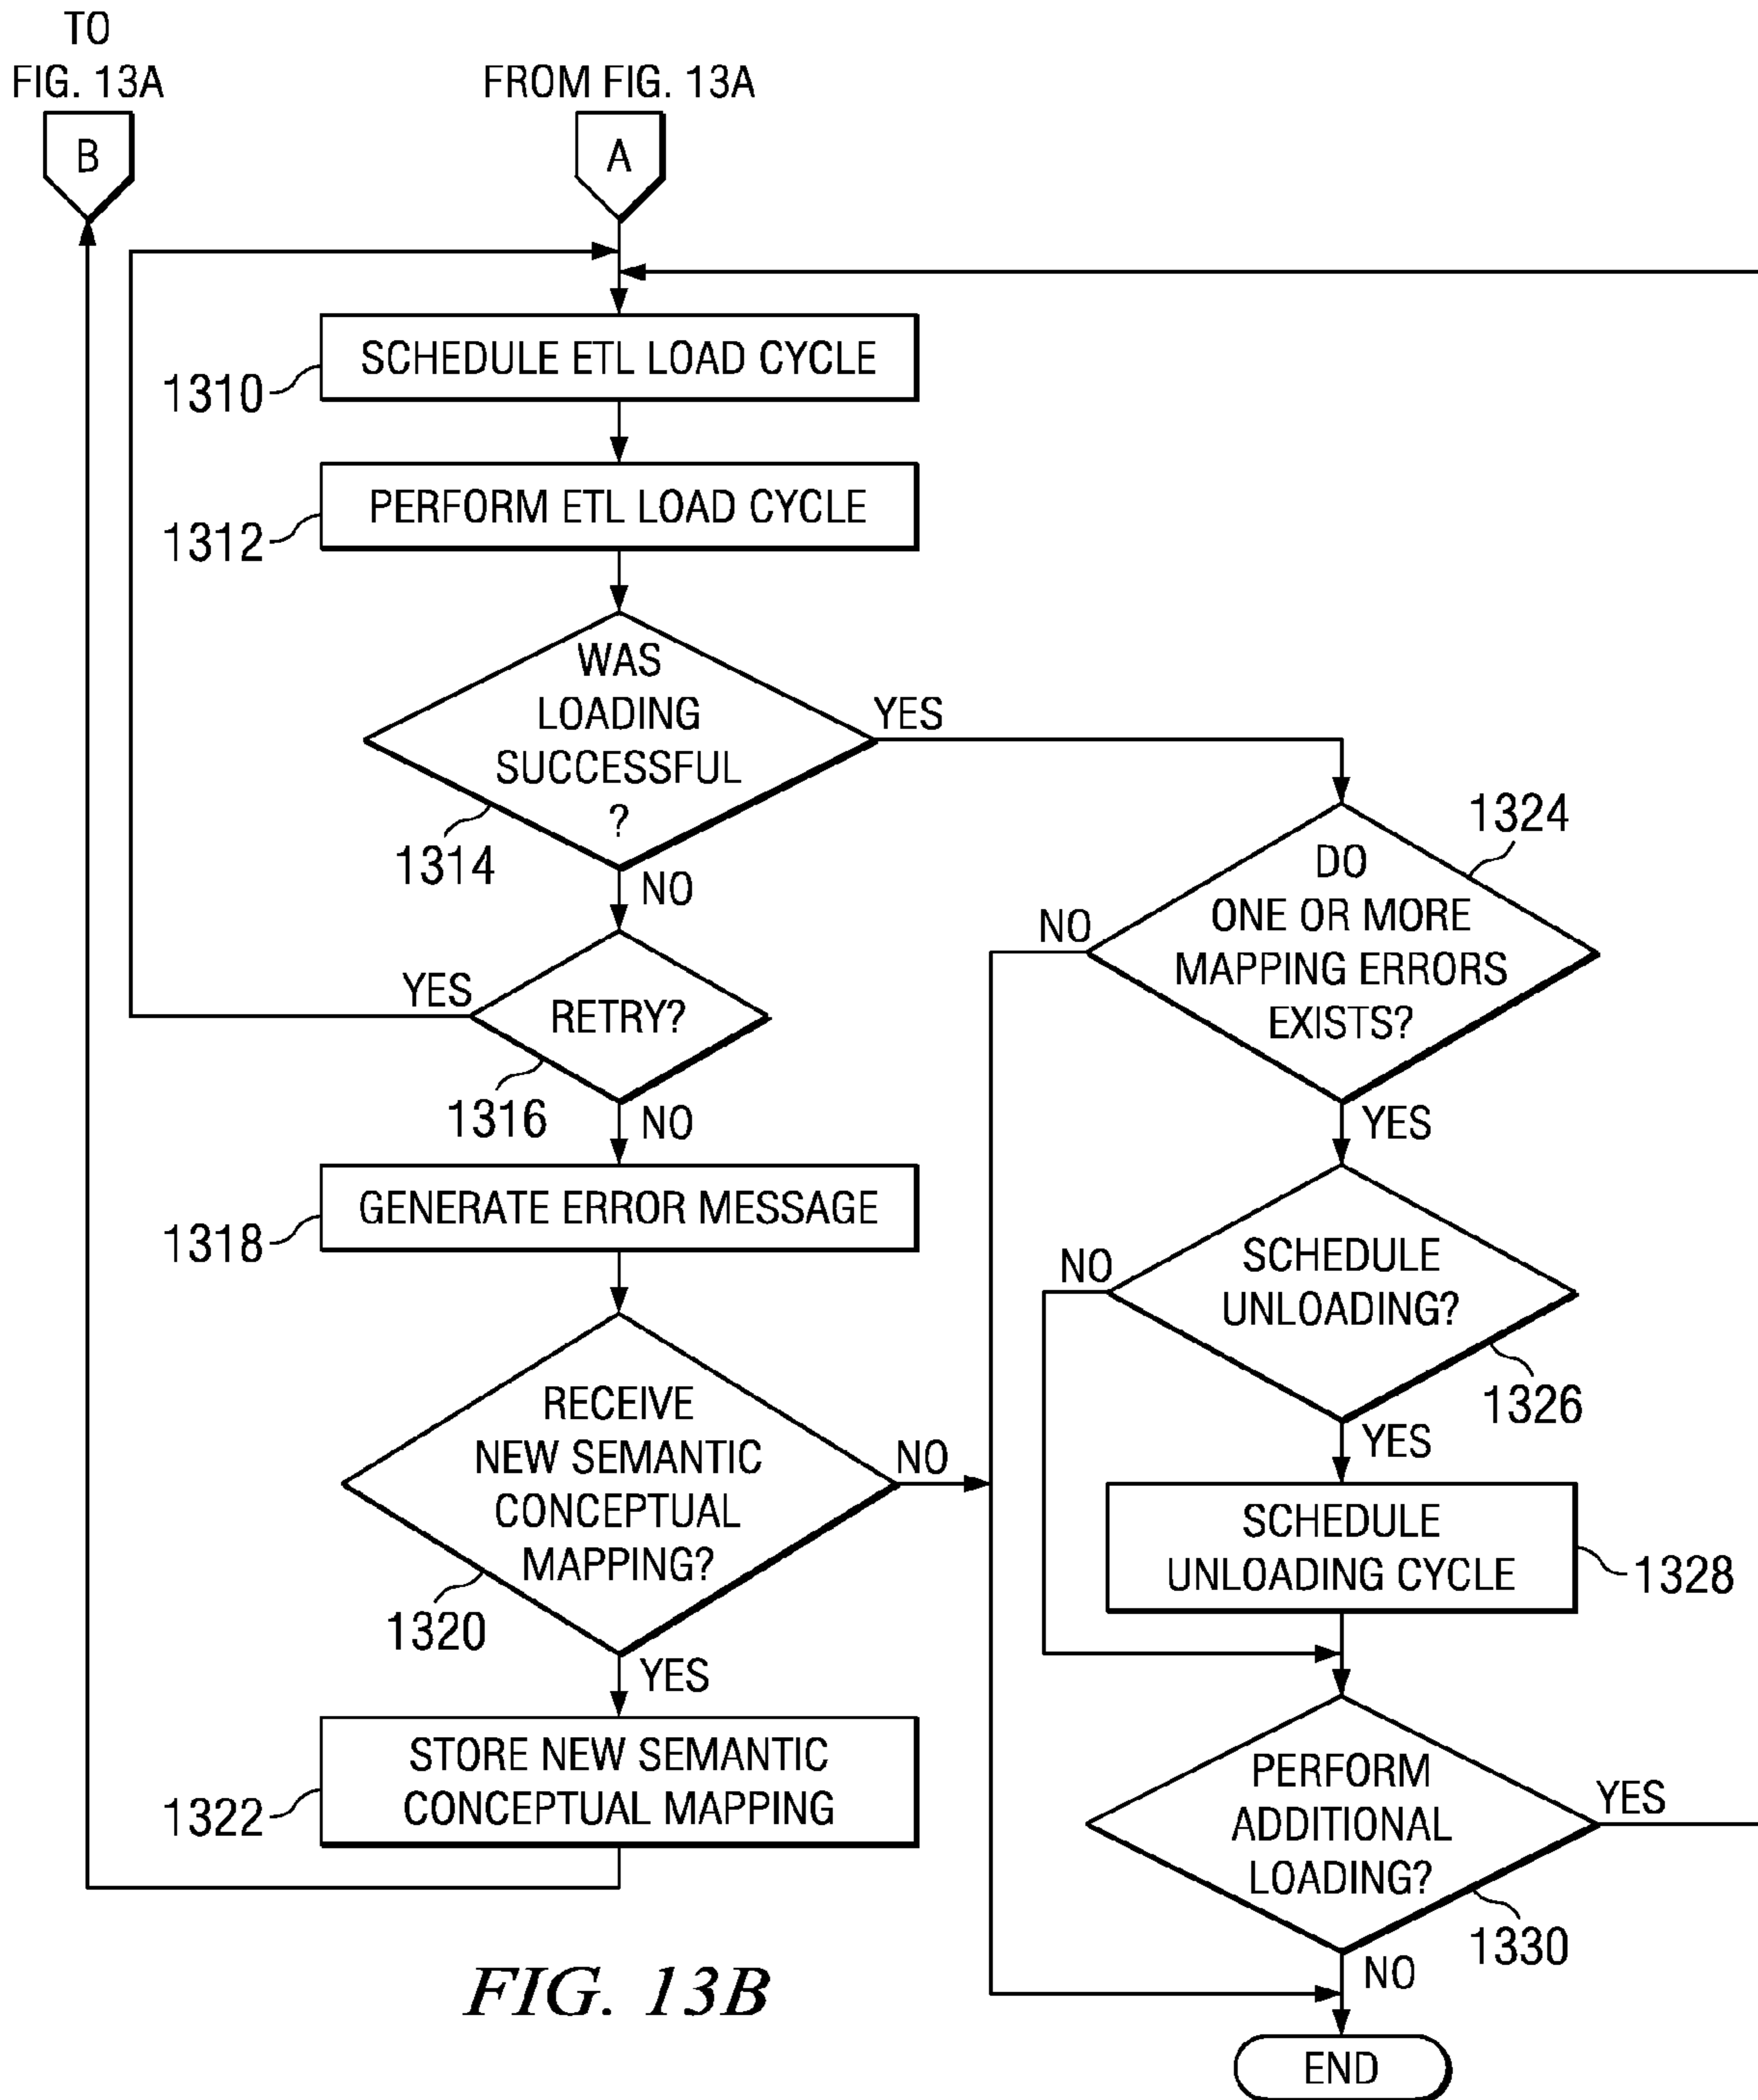 TO
FIG. 13A
B
FROM FIG. 13A
A
SCHEDULE ETL LOAD CYCLE
1310
PERFORM ETL LOAD CYCLE
1312
WAS
LOADING
SUCCESSFUL
?
1314
YES
NO
RETRY?
1316
YES
NO
GENERATE ERROR MESSAGE
1318
RECEIVE
NEW SEMANTIC
CONCEPTUAL
MAPPING?
1320
NO
YES
STORE NEW SEMANTIC
CONCEPTUAL MAPPING
1322
1324
DO
ONE OR MORE
MAPPING ERRORS
EXISTS?
NO
YES
SCHEDULE
UNLOADING?
1326
NO
YES
SCHEDULE
UNLOADING CYCLE
1328
PERFORM
ADDITIONAL
LOADING?
1330
YES
NO
END
FIG. 13B